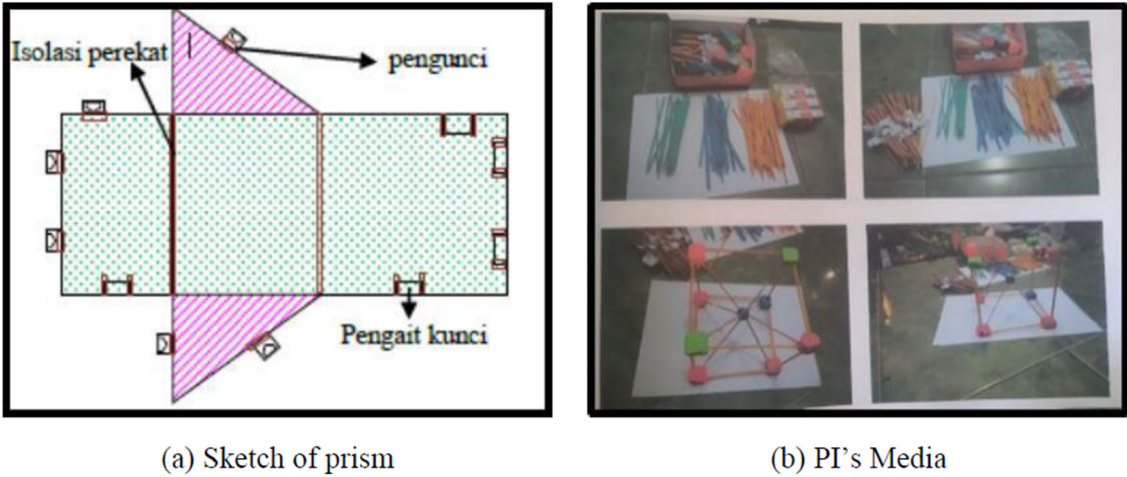 Isolasi perekat
pengunci
Pengait kunci
(a) Sketch of prism
(b) PI's Media